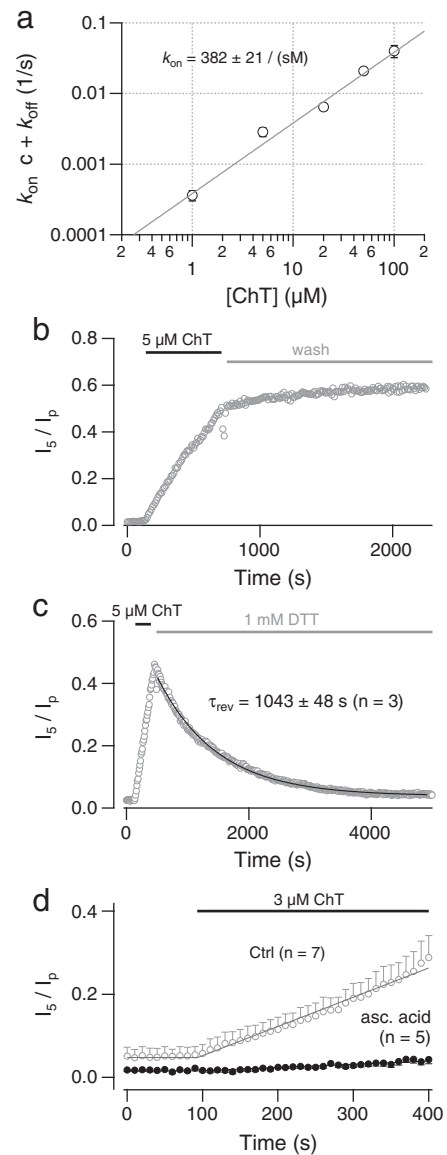 a
0.1
0.01
0.001
0.0001
k_on c + k_off (1/s)
k_on = 382 ± 21 / (sM)
2 4 6 2 4 6 2 4 6 2
1 10 100
[ChT] (µM)
b
0.8
0.6
0.4
0.2
0.0
I_5 / I_p
5 µM ChT
wash
0 1000 2000
Time (s)
c
0.6
0.4
0.2
0.0
I_5 / I_p
5 µM ChT
1 mM DTT
τ_rev = 1043 ± 48 s (n = 3)
0 2000 4000
Time (s)
d
0.4
0.2
0.0
I_5 / I_p
3 µM ChT
Ctrl (n = 7)
asc. acid
(n = 5)
0 100 200 300 400
Time (s)